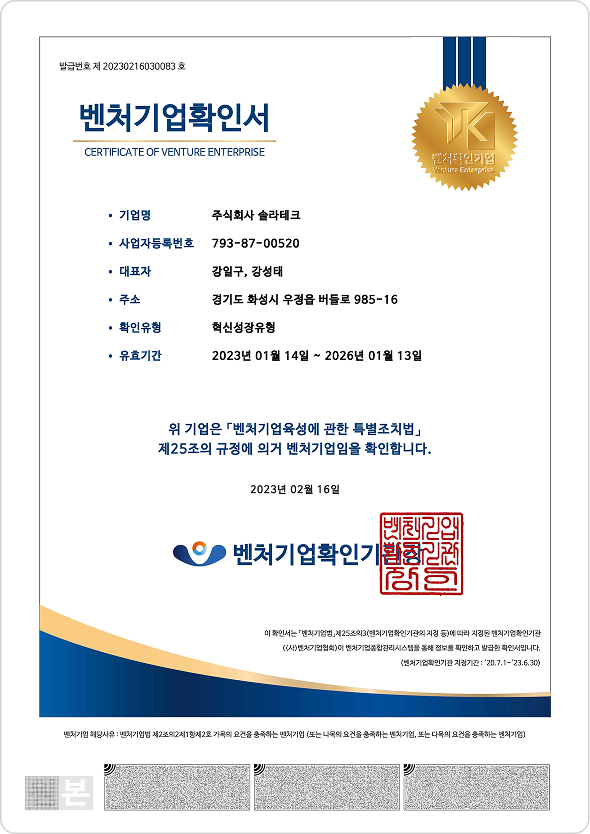 발급번호 제 20230216030083 호
벤처기업확인서
CERTIFICATE OF VENTURE ENTERPRISE
벤처확인기업
Venture Enterprise
• 기업명 주식회사 솔라테크
• 사업자등록번호 793-87-00520
• 대표자 강일구, 강성태
• 주소 경기도 화성시 우정읍 버들로 985-16
• 확인유형 혁신성장유형
• 유효기간 2023년 01월 14일 ~ 2026년 01월 13일
위 기업은 「벤처기업육성에 관한 특별조치법」
제25조의 규정에 의거 벤처기업임을 확인합니다.
2023년 02월 16일
벤처기업확인기관장
벤처기업
확인기관
장의인
이 확인서는 「벤처기업법」제25조의3(벤처기업확인기관의 지정 등)에 따라 지정된 벤처기업확인기관
((사)벤처기업협회)이 벤처기업종합관리시스템을 통해 정보를 확인하고 발급한 확인서입니다.
(벤처기업확인기관 지정기간 : `20.7.1~`23.6.30)
벤처기업 해당사유 : 벤처기업법 제2조의2제1항제2호 가목의 요건을 충족하는 벤처기업 (또는 나목의 요건을 충족하는 벤처기업, 또는 다목의 요건을 충족하는 벤처기업)
본